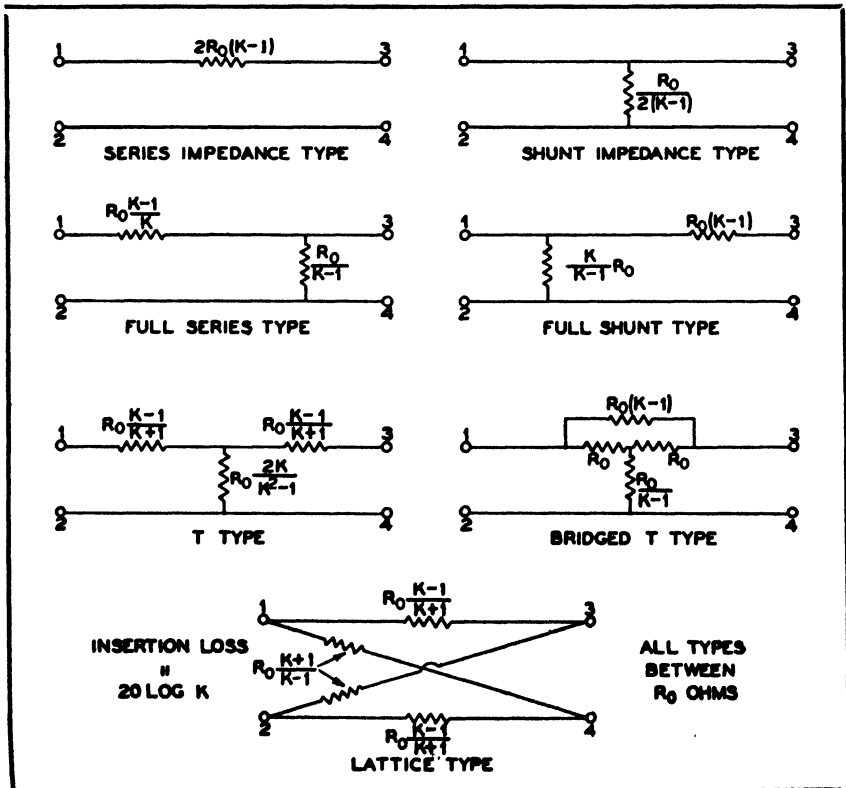 1 2R₀(K-1) 3
2 4
SERIES IMPEDANCE TYPE
1 3
R₀/2(K-1)
2 4
SHUNT IMPEDANCE TYPE
1 R₀ K-1/K 3
R₀/K-1
2 4
FULL SERIES TYPE
1 R₀(K-1) 3
K/K-1 R₀
2 4
FULL SHUNT TYPE
1 R₀ K-1/K+1 R₀ K-1/K+1 3
R₀ 2K/K²-1
2 4
T TYPE
R₀(K-1)
1 3
R₀ R₀
R₀/K-1
2 4
BRIDGED T TYPE
1 R₀ K-1/K+1 3
INSERTION LOSS
=
20 LOG K
R₀ K+1/K-1
ALL TYPES
BETWEEN
R₀ OHMS
2 R₀ K-1/K+1 4
LATTICE TYPE